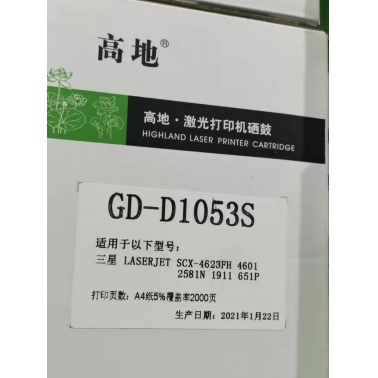 高地®
高地·激光打印机硒鼓
HIGHLAND LASER PRINTER CARTRIDGE
GD-D1053S
适用于以下型号：
三星 LASERJET SCX-4623FH 4601
2581N 1911 651P
打印页数：A4纸5%覆盖率2000页
生产日期：2021年1月22日